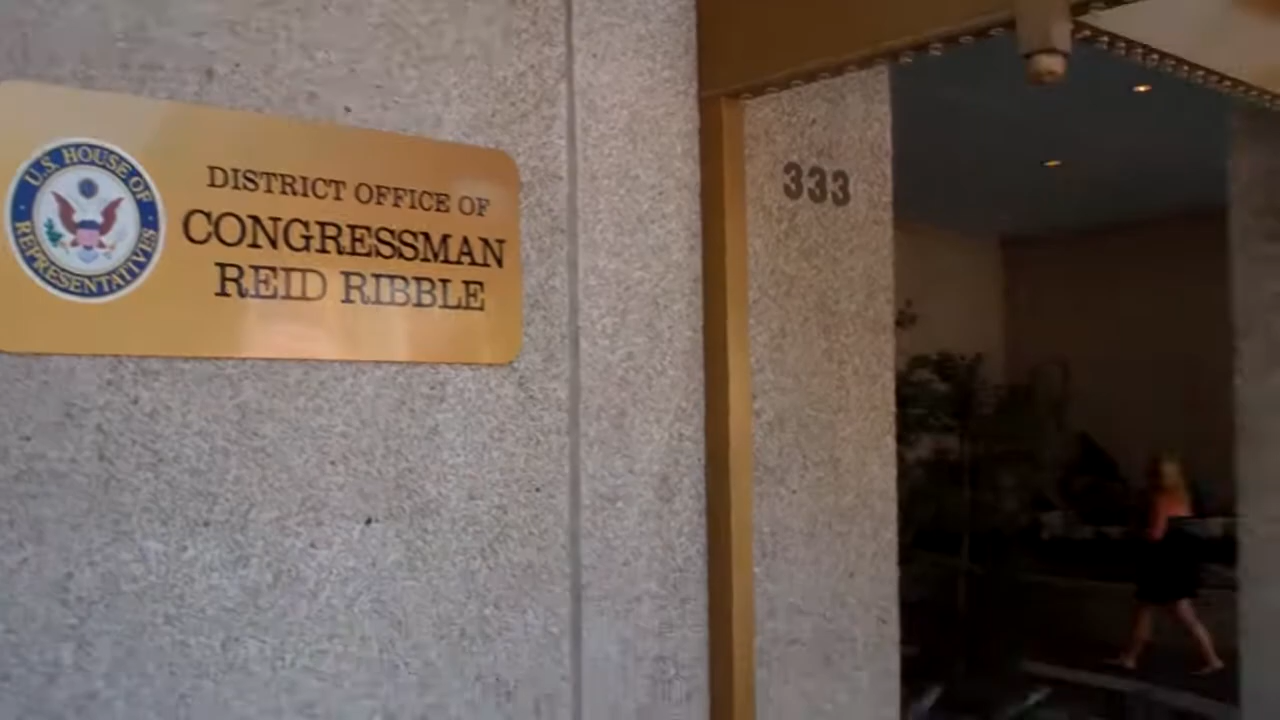 U.S. HOUSE OF
REPRESENTATIVES
DISTRICT OFFICE OF
CONGRESSMAN
REID RIBBLE
333